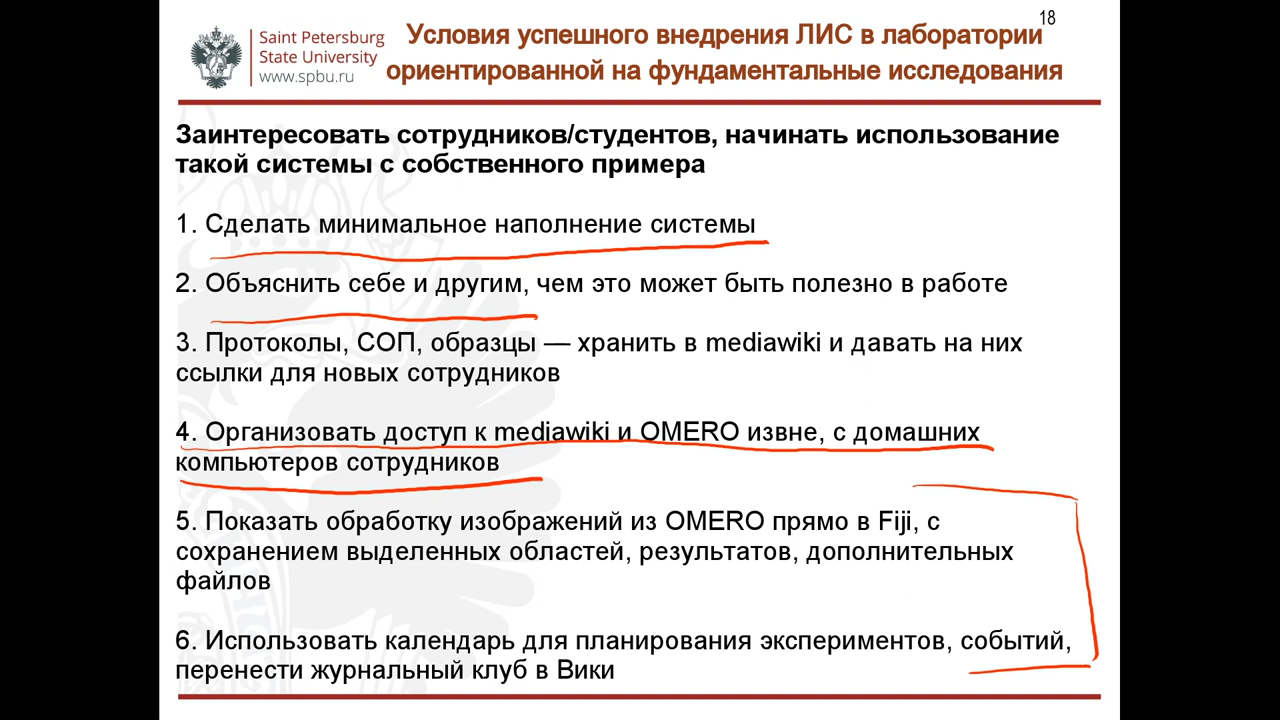 18
Saint Petersburg
State University
www.spbu.ru
Условия успешного внедрения ЛИС в лаборатории
ориентированной на фундаментальные исследования
Заинтересовать сотрудников/студентов, начинать использование
такой системы с собственного примера
1. Сделать минимальное наполнение системы
2. Объяснить себе и другим, чем это может быть полезно в работе
3. Протоколы, СОП, образцы — хранить в mediawiki и давать на них
ссылки для новых сотрудников
4. Организовать доступ к mediawiki и OMERO извне, с домашних
компьютеров сотрудников
5. Показать обработку изображений из OMERO прямо в Fiji, с
сохранением выделенных областей, результатов, дополнительных
файлов
6. Использовать календарь для планирования экспериментов, событий,
перенести журнальный клуб в Вики